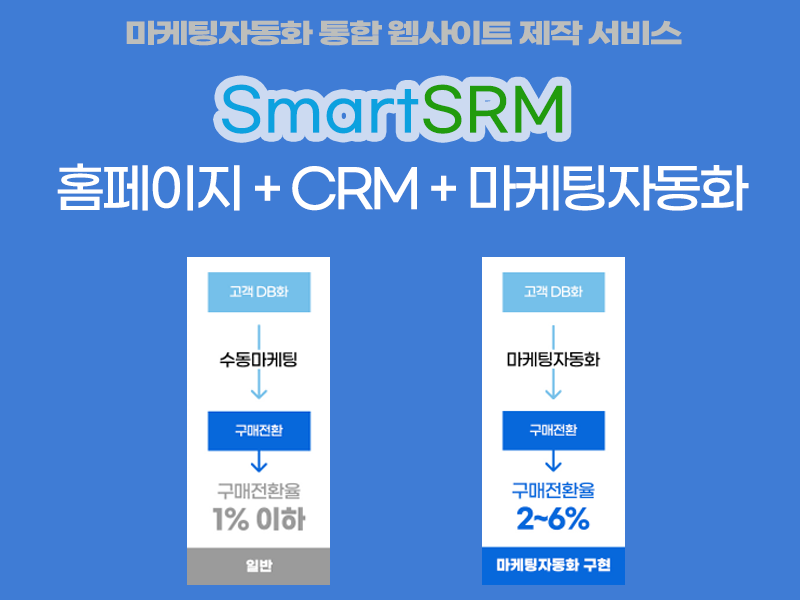 마케팅자동화 통합 웹사이트 제작 서비스
SmartSRM
홈페이지 + CRM + 마케팅자동화
고객 DB화
수동마케팅
구매전환
구매전환율
1% 이하
일반
고객 DB화
마케팅자동화
구매전환
구매전환율
2~6%
마케팅자동화 구현